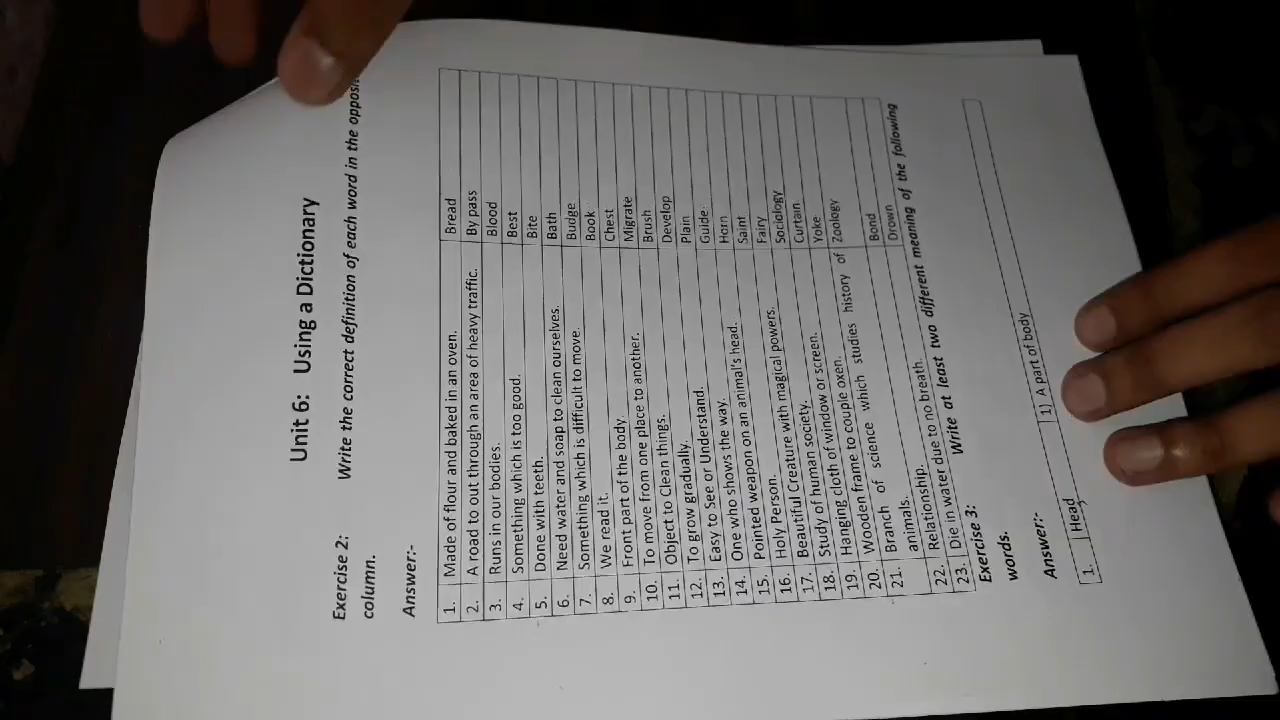 Unit 6: Using a Dictionary
Exercise 2: Write the correct definition of each word in the
column.
Answer:-
1. Made of flour and baked in an oven. Bread
2. A road to out through an area of heavy traffic. By pass
3. Runs in our bodies. Blood
4. Something which is too good. Best
5. Done with teeth. Bite
6. Need water and soap to clean ourselves. Bath
7. Something which is difficult to move. Budge
8. We read it. Book
9. Front part of the body. Chest
10. To move from one place to another. Migrate
11. Object to Clean things. Brush
12. To grow gradually. Develop
13. Easy to See or Understand. Plain
14. One who shows the way. Guide
15. Pointed weapon on an animal's head. Horn
16. Holy Person. Saint
17. Beautiful Creature with magical powers. Fairy
18. Study of human society. Sociology
19. Hanging cloth of window or screen. Curtain
20. Wooden frame to couple oxen. Yoke
21. Branch of science which studies history of Zoology
animals.
22. Relationship. Bond
23. Die in water due to no breath. Drown
Exercise 3: Write at least two different meaning of the following
words.
Answer:-
1. Head 1) A part of body